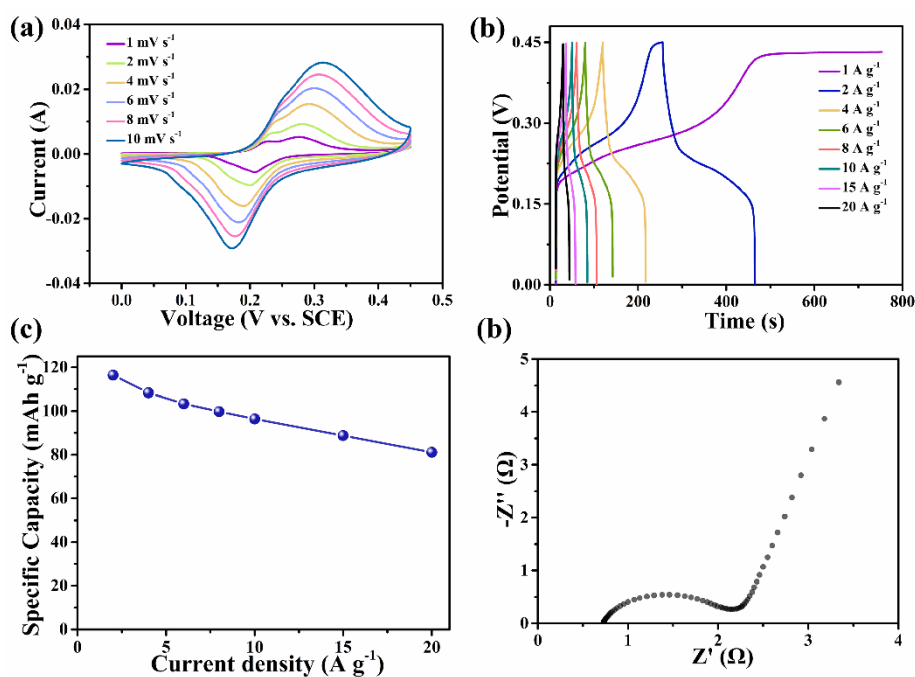 (a)
1 mV s⁻¹
2 mV s⁻¹
4 mV s⁻¹
6 mV s⁻¹
8 mV s⁻¹
10 mV s⁻¹
0.04
0.02
0.00
-0.02
-0.04
Current (A)
0.0
0.1
0.2
0.3
0.4
0.5
Voltage (V vs. SCE)
(b)
0.45
0.30
0.15
0.00
Potential (V)
1 A g⁻¹
2 A g⁻¹
4 A g⁻¹
6 A g⁻¹
8 A g⁻¹
10 A g⁻¹
15 A g⁻¹
20 A g⁻¹
0
200
400
600
800
Time (s)
(c)
120
100
80
60
40
20
0
Specific Capacity (mAh g⁻¹)
0
5
10
15
20
Current density (A g⁻¹)
(b)
5
4
3
2
1
0
-Z'' (Ω)
0
1
2
3
4
Z' (Ω)